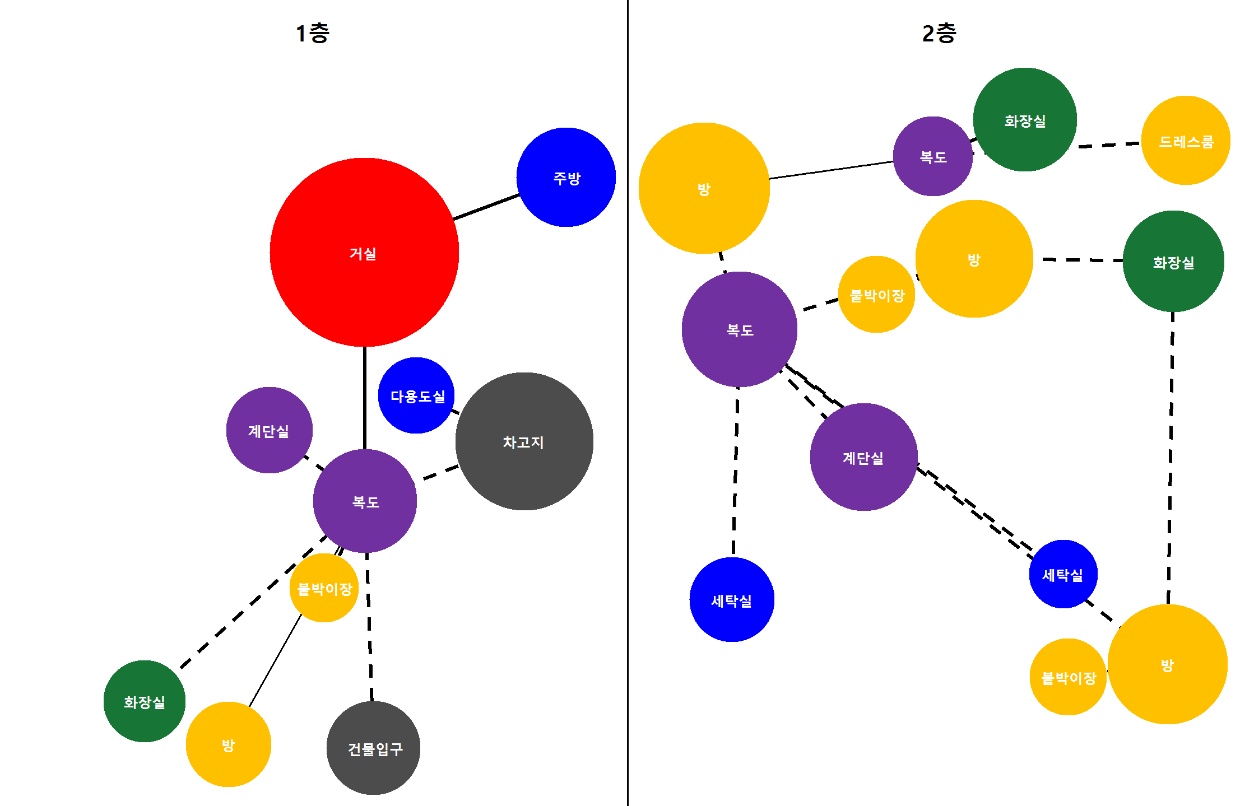 1층
주방
거실
다용도실
계단실
차고지
복도
붙박이장
화장실
방
건물입구
2층
화장실
드레스룸
복도
방
방
화장실
붙박이장
복도
계단실
세탁실
세탁실
방
붙박이장